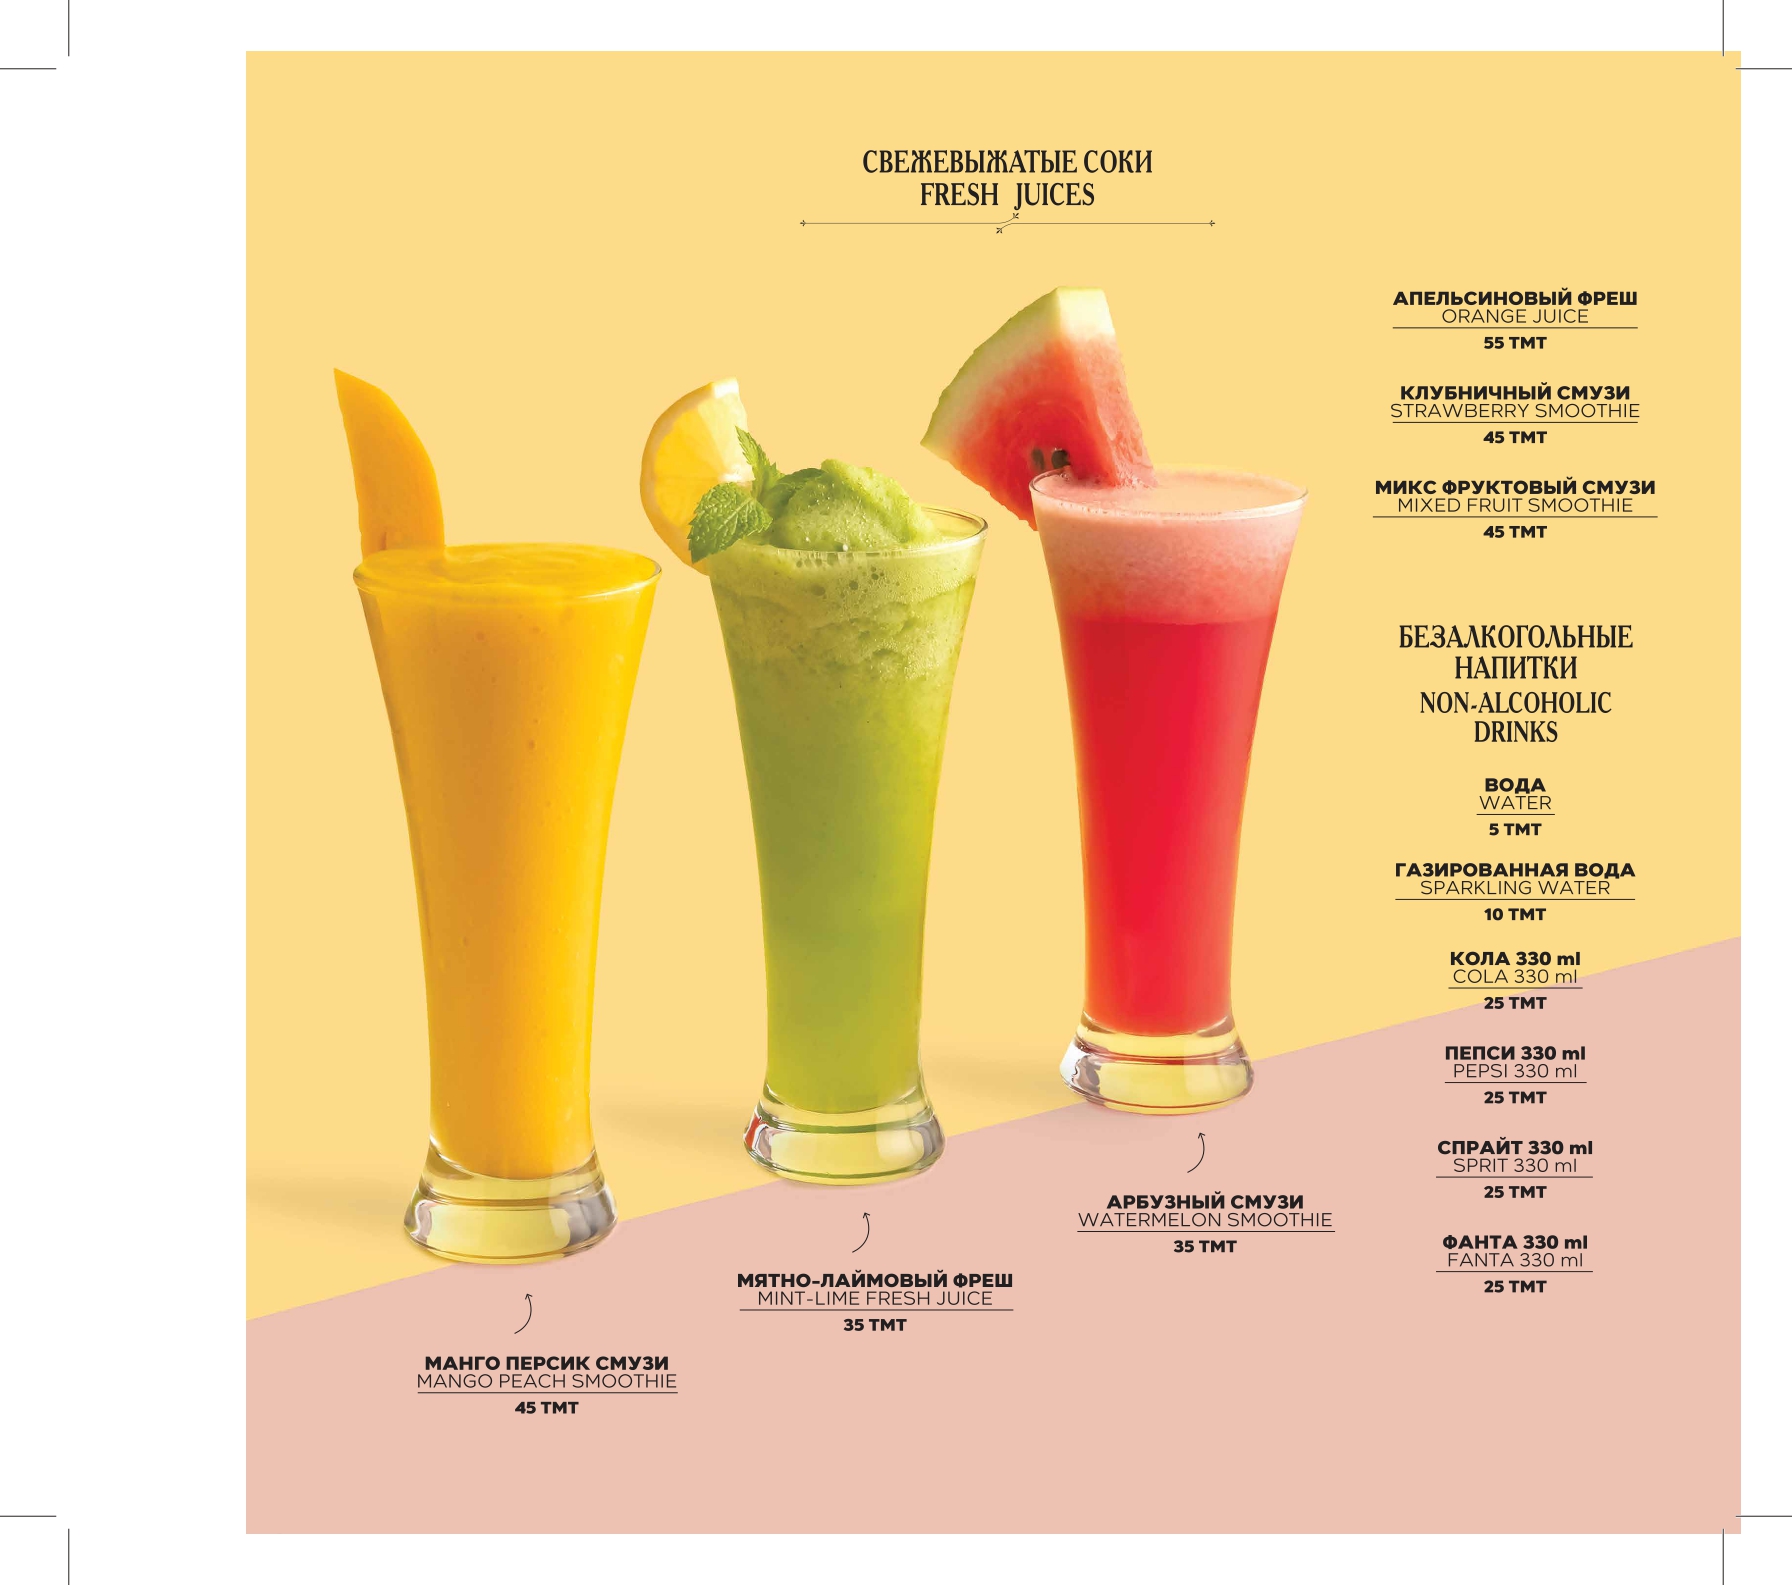 СВЕЖЕВЫЖАТЫЕ СОКИ
FRESH JUICES
АПЕЛЬСИНОВЫЙ ФРЕШ
ORANGE JUICE
55 TMT
КЛУБНИЧНЫЙ СМУЗИ
STRAWBERRY SMOOTHIE
45 TMT
МИКС ФРУКТОВЫЙ СМУЗИ
MIXED FRUIT SMOOTHIE
45 TMT
БЕЗАЛКОГОЛЬНЫЕ
НАПИТКИ
NON-ALCOHOLIC
DRINKS
ВОДА
WATER
5 TMT
ГАЗИРОВАННАЯ ВОДА
SPARKLING WATER
10 TMT
КОЛА 330 ml
COLA 330 ml
25 TMT
ПЕПСИ 330 ml
PEPSI 330 ml
25 TMT
СПРАЙТ 330 ml
SPRIT 330 ml
25 TMT
ФАНТА 330 ml
FANTA 330 ml
25 TMT
АРБУЗНЫЙ СМУЗИ
WATERMELON SMOOTHIE
35 TMT
МЯТНО-ЛАЙМОВЫЙ ФРЕШ
MINT-LIME FRESH JUICE
35 TMT
МАНГО ПЕРСИК СМУЗИ
MANGO PEACH SMOOTHIE
45 TMT